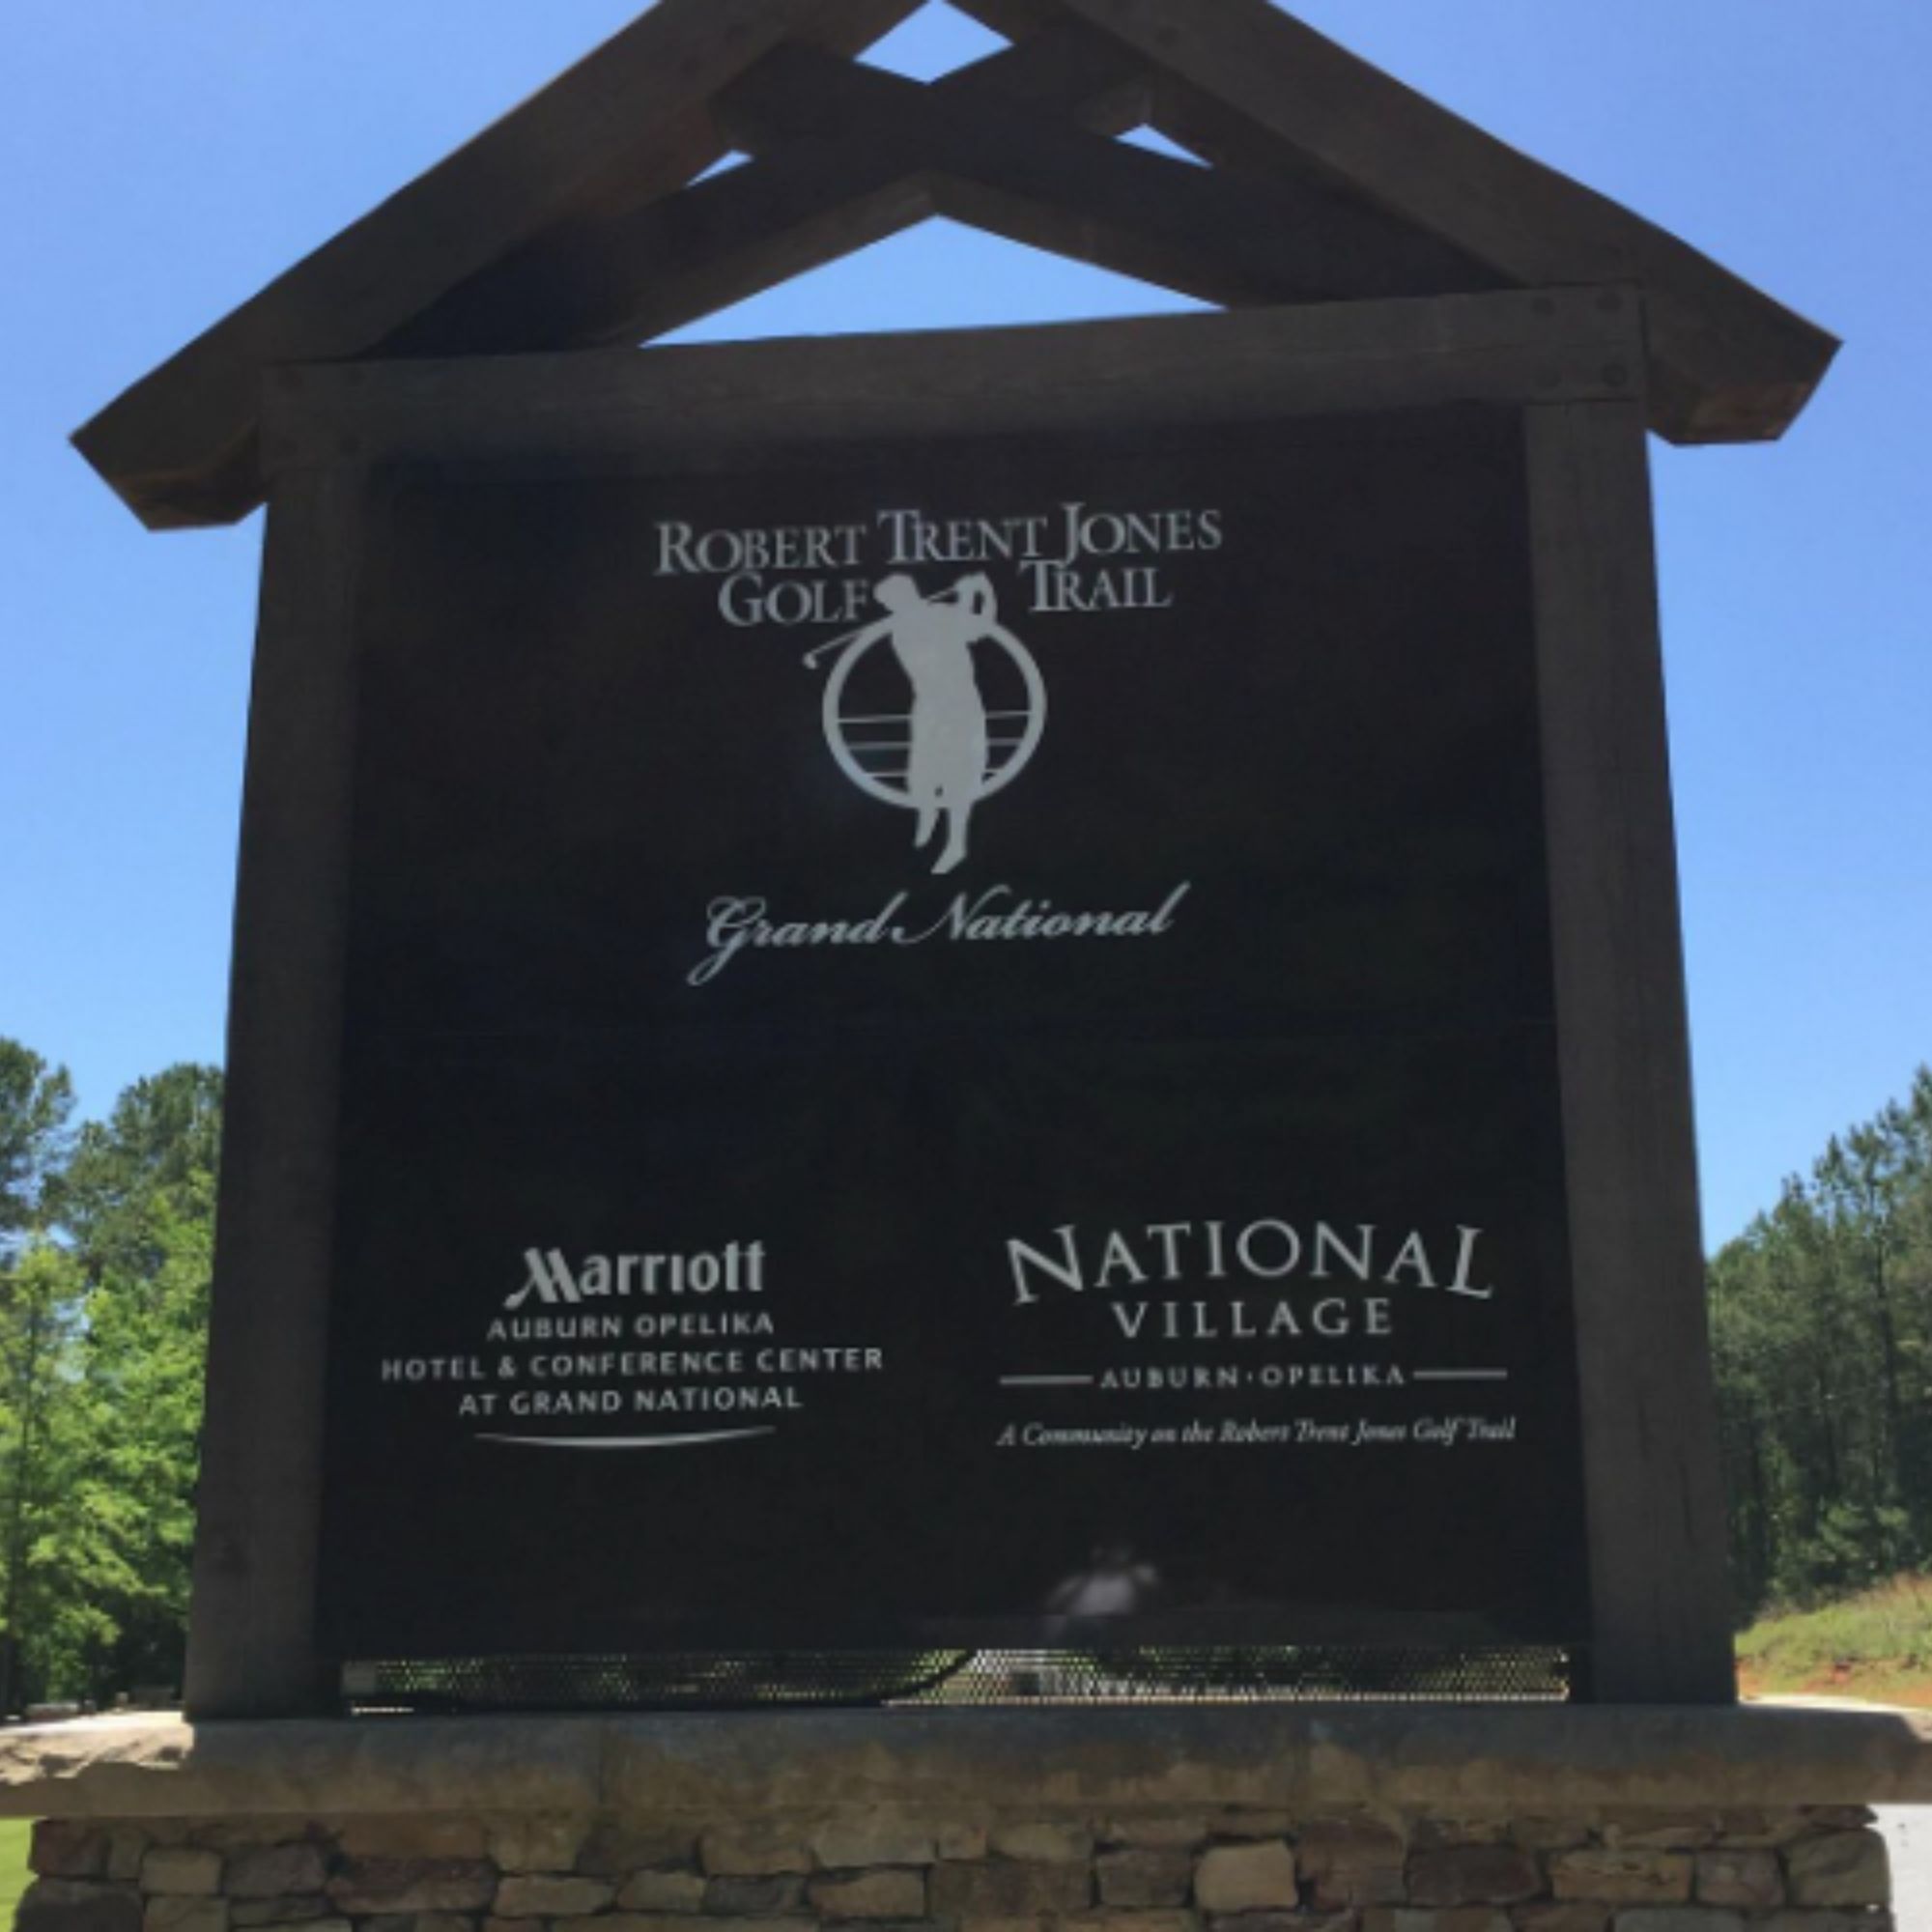 ROBERT TRENT JONES
GOLF TRAIL
Grand National
Marriott
AUBURN OPELIKA
HOTEL & CONFERENCE CENTER
AT GRAND NATIONAL
NATIONAL
VILLAGE
AUBURN·OPELIKA
A Community on the Robert Trent Jones Golf Trail